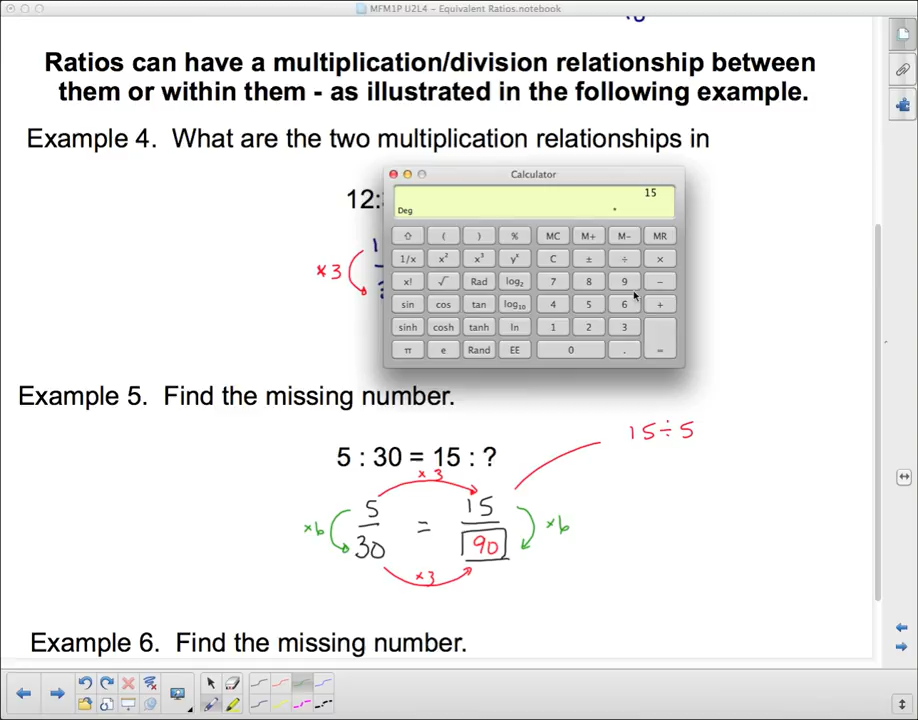 MFM1P U2L4 – Equivalent Ratios.notebook
Ratios can have a multiplication/division relationship between
them or within them - as illustrated in the following example.
Example 4. What are the two multiplication relationships in
Calculator
12:
15
Deg
( ) % MC M+ M- MR
1/x x² x³ yˣ C ± ÷ ×
x! √ Rad log₂ 7 8 9 −
sin cos tan log₁₀ 4 5 6 +
sinh cosh tanh ln 1 2 3
π e Rand EE 0 . =
×3
Example 5. Find the missing number.
15÷5
5 : 30 = 15 : ?
×3
5 15
×6 = ×6
30 90
×3
Example 6. Find the missing number.